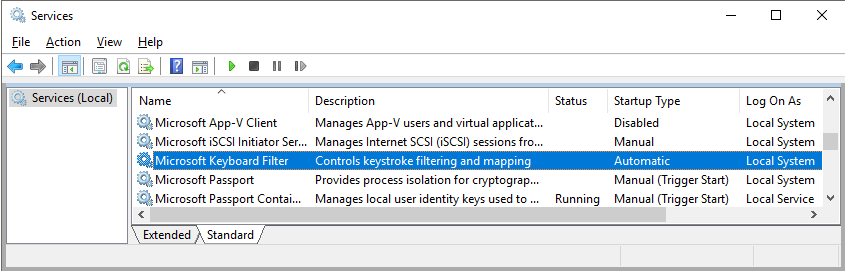 Services
File Action View Help
Services (Local)
Name Description Status Startup Type Log On As
Microsoft App-V Client Manages App-V users and virtual applicat... Disabled Local System
Microsoft iSCSI Initiator Ser... Manages Internet SCSI (iSCSI) sessions fro... Manual Local System
Microsoft Keyboard Filter Controls keystroke filtering and mapping Automatic Local System
Microsoft Passport Provides process isolation for cryptograp... Manual (Trigger Start) Local System
Microsoft Passport Contai... Manages local user identity keys used to ... Running Manual (Trigger Start) Local Service
Extended Standard